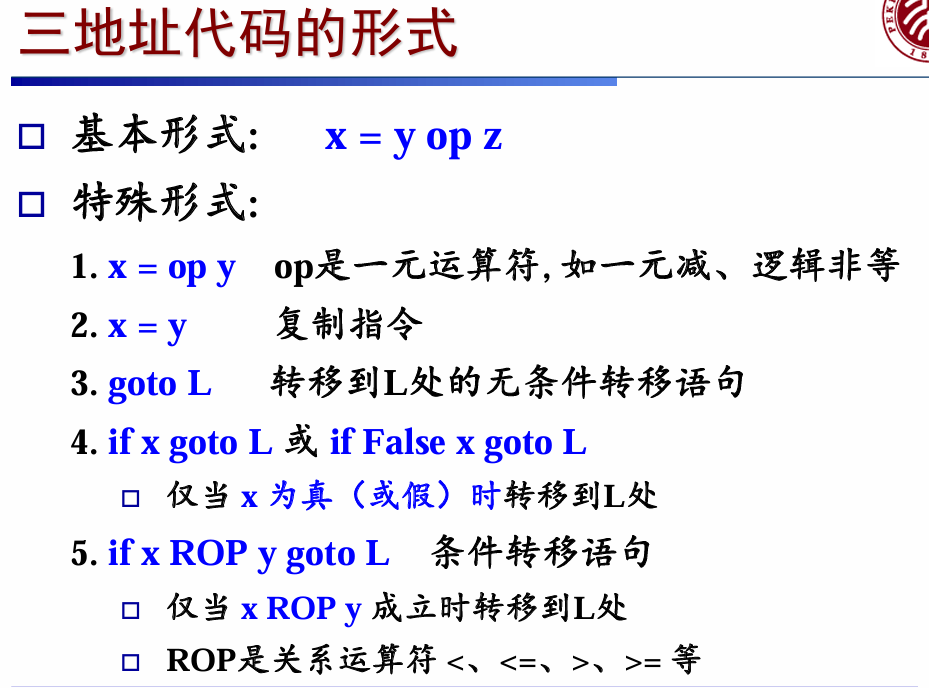 三地址代码的形式
基本形式: x = y op z
特殊形式:
1. x = op y op是一元运算符, 如一元减、逻辑非等
2. x = y 复制指令
3. goto L 转移到L处的无条件转移语句
4. if x goto L 或 if False x goto L
仅当 x 为真（或假）时转移到L处
5. if x ROP y goto L 条件转移语句
仅当 x ROP y 成立时转移到L处
ROP是关系运算符 <、<=、>、>= 等